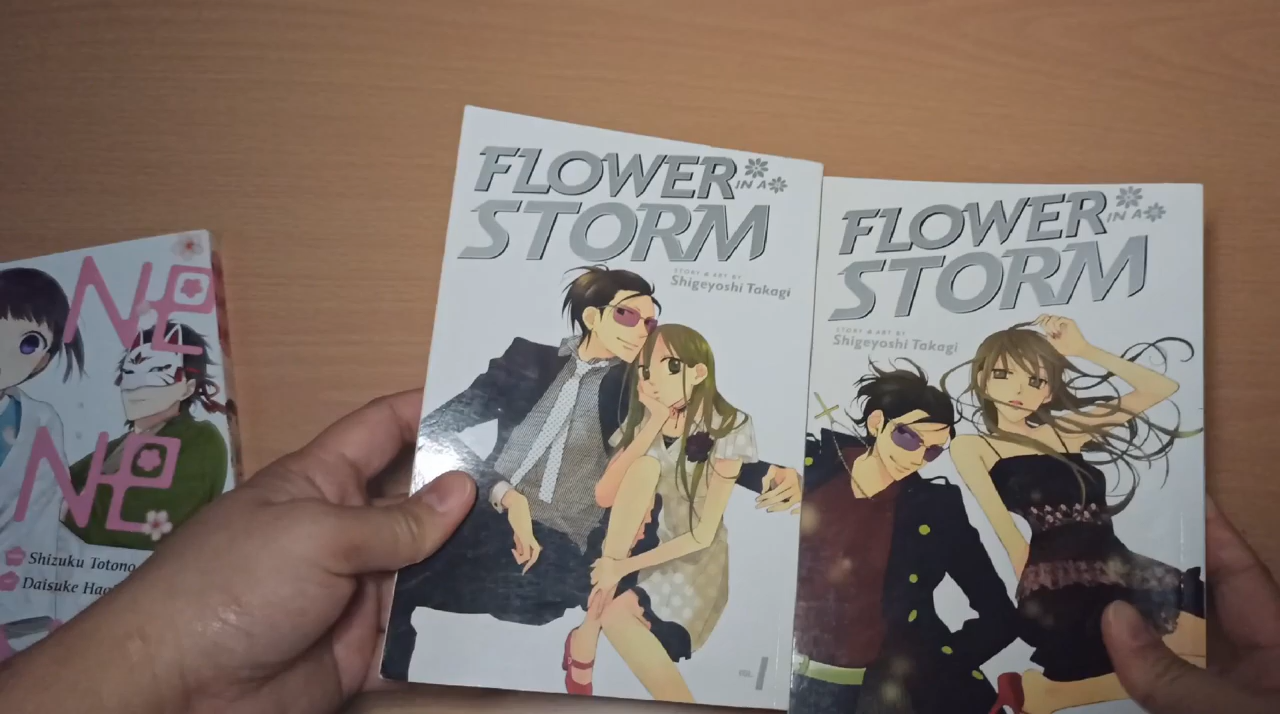 Ne
Ne
Shizuku Totono
Daisuke
FLOWER
IN A
STORM
STORY & ART BY
Shigeyoshi Takagi
VOL. 1
FLOWER
IN A
STORM
STORY & ART BY
Shigeyoshi Takagi